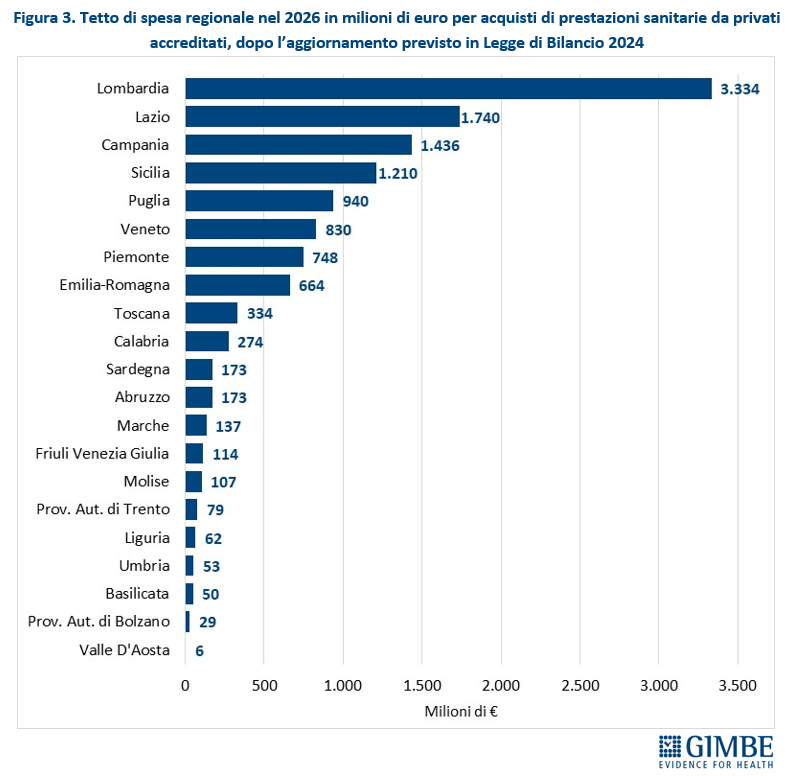 Figura 3. Tetto di spesa regionale nel 2026 in milioni di euro per acquisti di prestazioni sanitarie da privati
accreditati, dopo l’aggiornamento previsto in Legge di Bilancio 2024
Lombardia 3.334
Lazio 1.740
Campania 1.436
Sicilia 1.210
Puglia 940
Veneto 830
Piemonte 748
Emilia-Romagna 664
Toscana 334
Calabria 274
Sardegna 173
Abruzzo 173
Marche 137
Friuli Venezia Giulia 114
Molise 107
Prov. Aut. di Trento 79
Liguria 62
Umbria 53
Basilicata 50
Prov. Aut. di Bolzano 29
Valle D'Aosta 6
0 500 1.000 1.500 2.000 2.500 3.000 3.500
Milioni di €
GIMBE
EVIDENCE FOR HEALTH